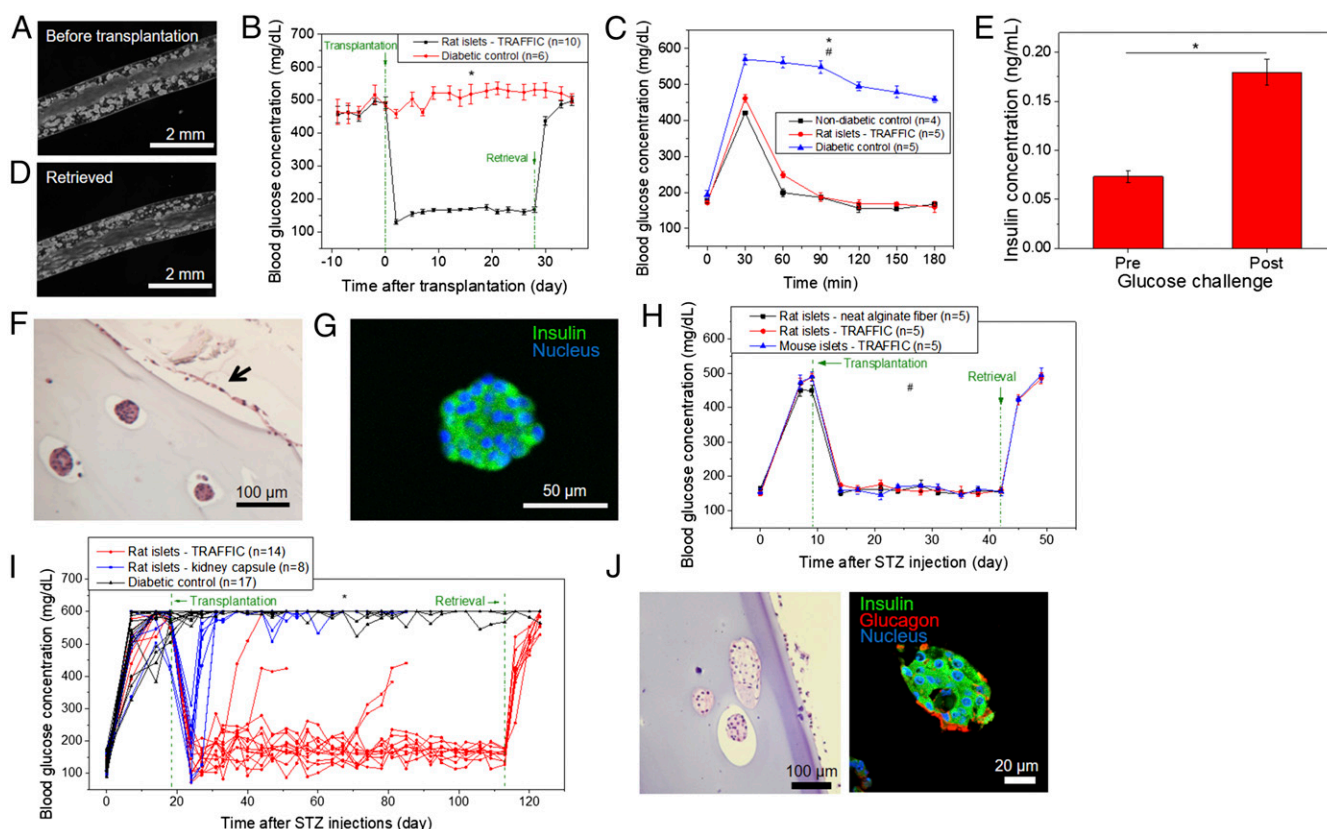 A
Before transplantation
2 mm
D
Retrieved
2 mm
B
Blood glucose concentration (mg/dL)
700
600
500
400
300
200
100
Transplantation
Rat islets - TRAFFIC (n=10)
Diabetic control (n=6)
*
Retrieval
-10 0 10 20 30
Time after transplantation (day)
C
Blood glucose concentration (mg/dL)
600
500
400
300
200
100
*
#
Non-diabetic control (n=4)
Rat islets - TRAFFIC (n=5)
Diabetic control (n=5)
0 30 60 90 120 150 180
Time (min)
E
Insulin concentration (ng/mL)
0.20
0.15
0.10
0.05
0.00
*
Pre Post
Glucose challenge
F
100 µm
G
Insulin
Nucleus
50 µm
H
Rat islets - neat alginate fiber (n=5)
Rat islets - TRAFFIC (n=5)
Mouse islets - TRAFFIC (n=5)
Blood glucose concentration (mg/dL)
500
400
300
200
100
Transplantation
#
Retrieval
0 10 20 30 40 50
Time after STZ injection (day)
I
Rat islets - TRAFFIC (n=14)
Rat islets - kidney capsule (n=8)
Diabetic control (n=17)
Blood glucose concentration (mg/dL)
700
600
500
400
300
200
100
Transplantation
*
Retrieval
0 20 40 60 80 100 120
Time after STZ injections (day)
J
100 µm
Insulin
Glucagon
Nucleus
20 µm